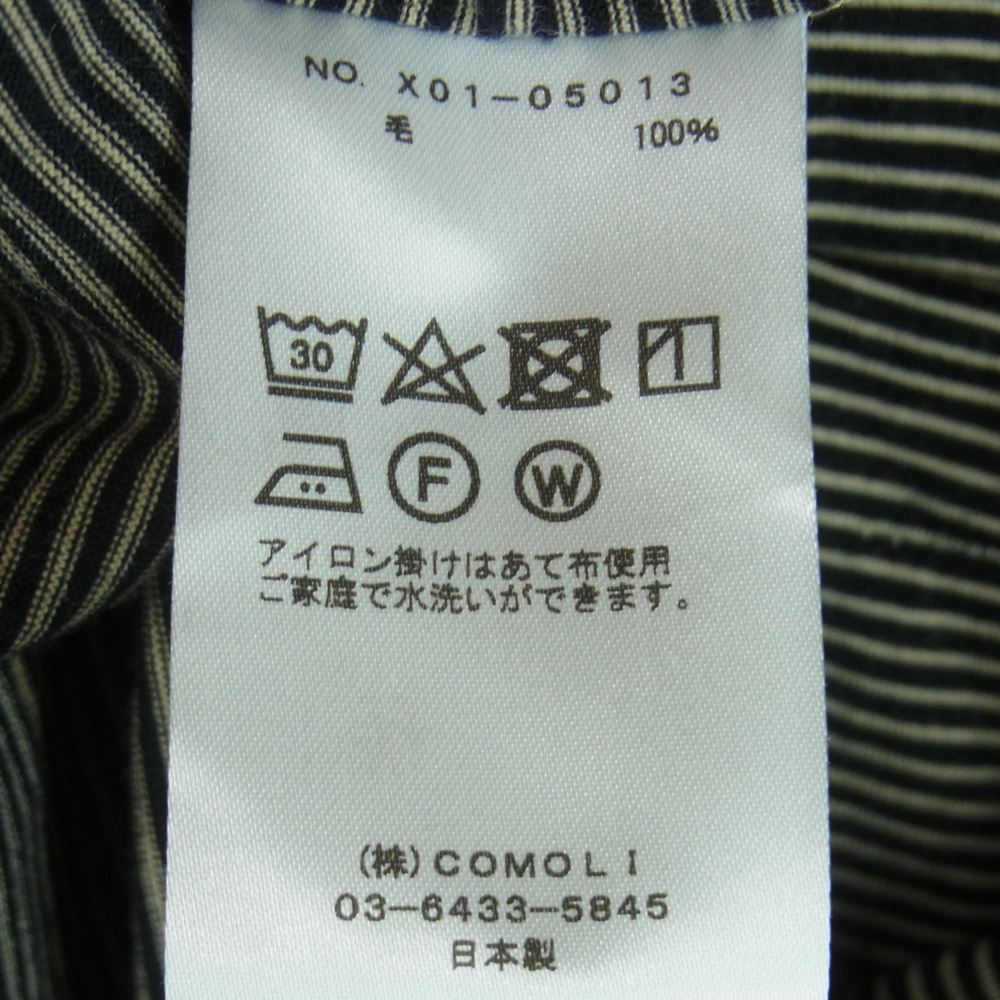 NO. X01-05013
毛 100%
30
F W
アイロン掛けはあて布使用
ご家庭で水洗いができます。
(株)COMOLI
03-6433-5845
日本製